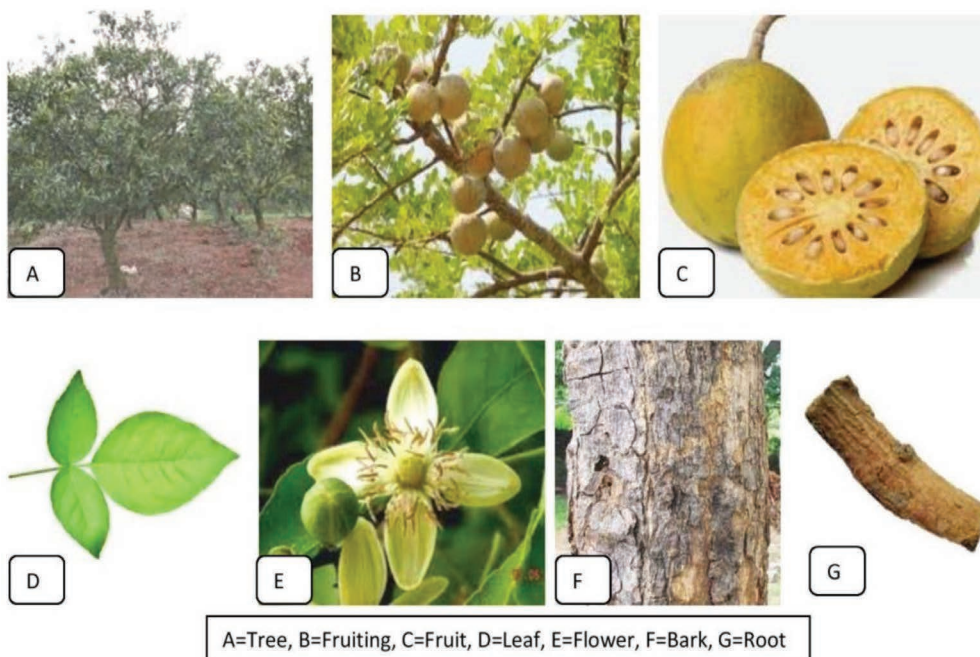 A
B
C
D
E
F
G
A=Tree, B=Fruiting, C=Fruit, D=Leaf, E=Flower, F=Bark, G=Root